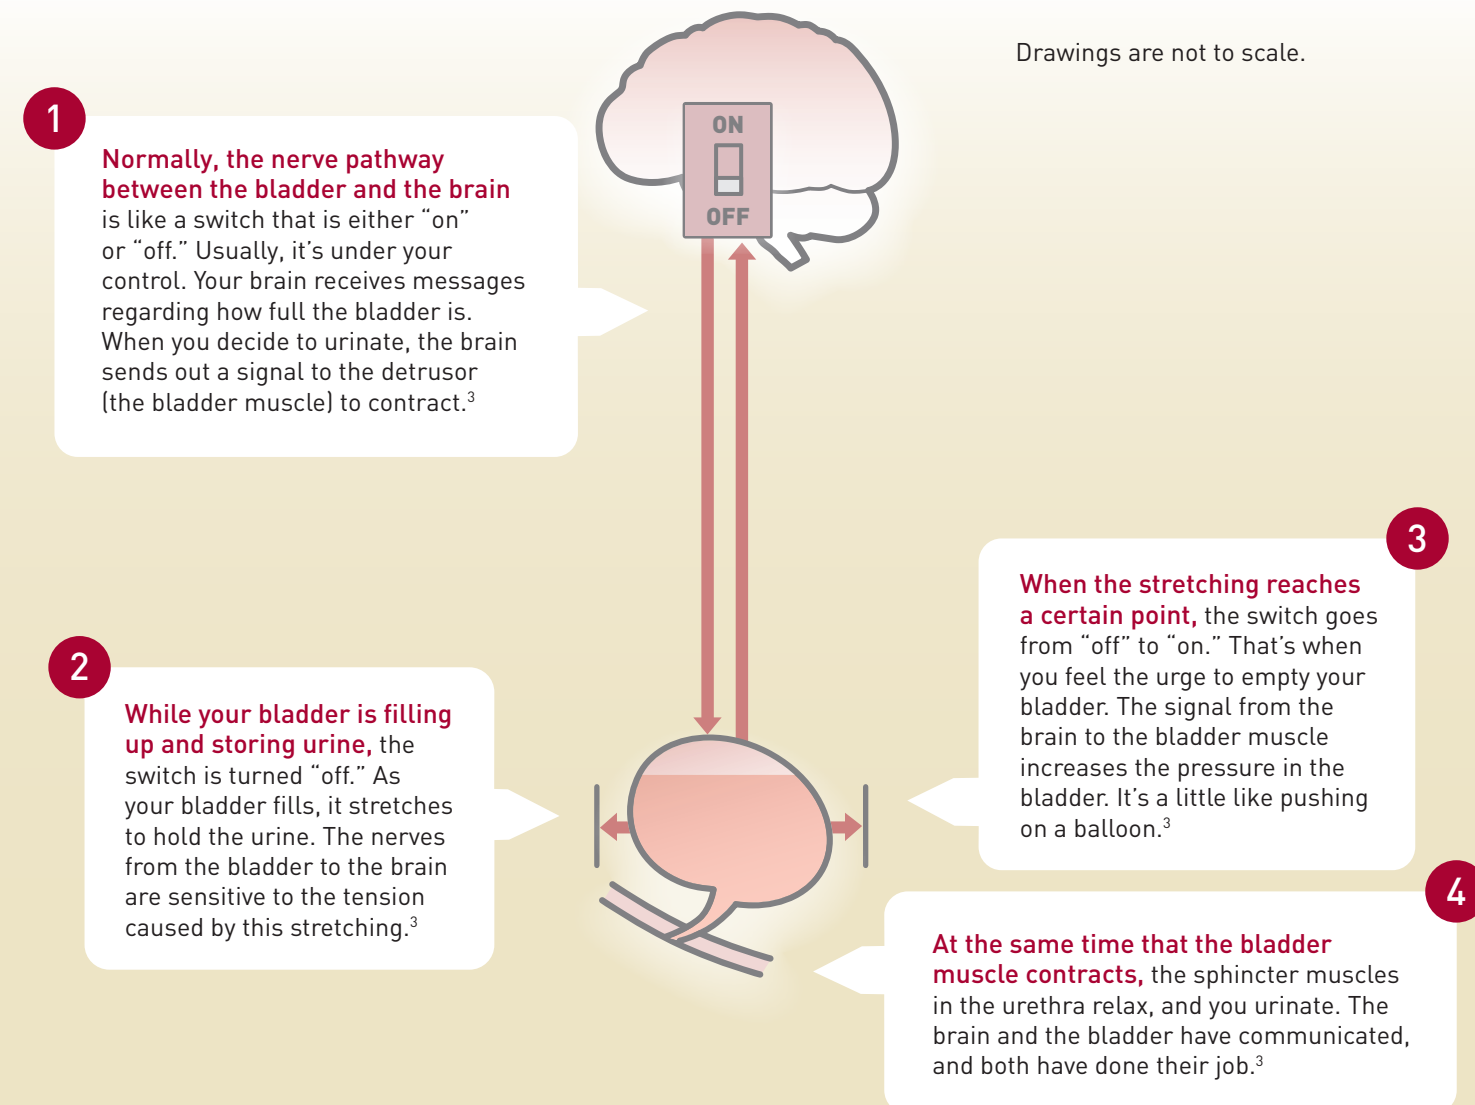 Drawings are not to scale.
ON
OFF
1
Normally, the nerve pathway
between the bladder and the brain
is like a switch that is either “on”
or “off.” Usually, it’s under your
control. Your brain receives messages
regarding how full the bladder is.
When you decide to urinate, the brain
sends out a signal to the detrusor
(the bladder muscle) to contract.3
2
While your bladder is filling
up and storing urine, the
switch is turned “off.” As
your bladder fills, it stretches
to hold the urine. The nerves
from the bladder to the brain
are sensitive to the tension
caused by this stretching.3
3
When the stretching reaches
a certain point, the switch goes
from “off” to “on.” That’s when
you feel the urge to empty your
bladder. The signal from the
brain to the bladder muscle
increases the pressure in the
bladder. It’s a little like pushing
on a balloon.3
4
At the same time that the bladder
muscle contracts, the sphincter muscles
in the urethra relax, and you urinate. The
brain and the bladder have communicated,
and both have done their job.3